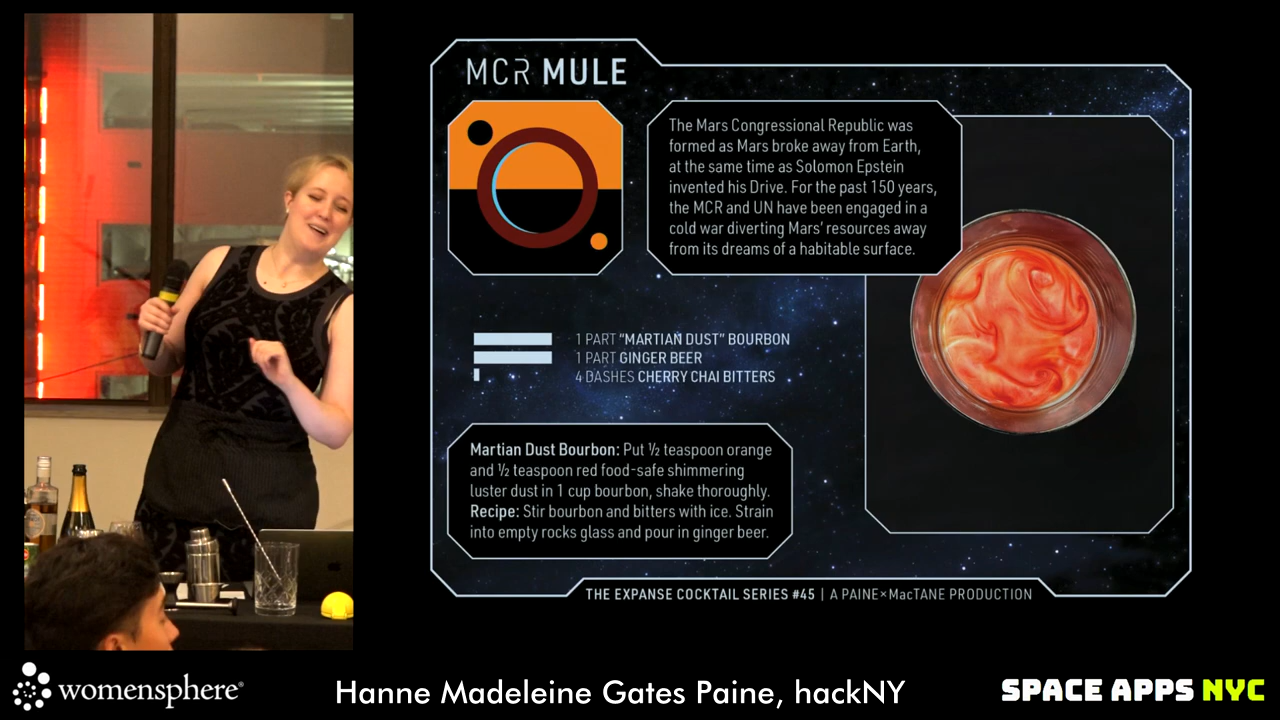 MCR MULE
The Mars Congressional Republic was
formed as Mars broke away from Earth,
at the same time as Solomon Epstein
invented his Drive. For the past 150 years,
the MCR and UN have been engaged in a
cold war diverting Mars' resources away
from its dreams of a habitable surface.
1 PART "MARTIAN DUST" BOURBON
1 PART GINGER BEER
4 DASHES CHERRY CHAI BITTERS
Martian Dust Bourbon: Put ½ teaspoon orange
and ½ teaspoon red food-safe shimmering
luster dust in 1 cup bourbon, shake thoroughly.
Recipe: Stir bourbon and bitters with ice. Strain
into empty rocks glass and pour in ginger beer.
THE EXPANSE COCKTAIL SERIES #45 | A PAINE×MacTANE PRODUCTION
womensphere®
Hanne Madeleine Gates Paine, hackNY
SPACE APPS NYC